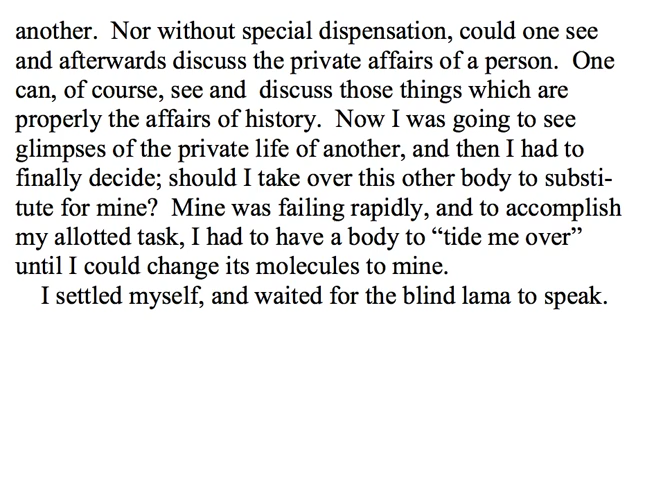 another.  Nor without special dispensation, could one see
and afterwards discuss the private affairs of a person.  One
can, of course, see and  discuss those things which are
properly the affairs of history.  Now I was going to see
glimpses of the private life of another, and then I had to
finally decide; should I take over this other body to substi-
tute for mine?  Mine was failing rapidly, and to accomplish
my allotted task, I had to have a body to “tide me over”
until I could change its molecules to mine.
I settled myself, and waited for the blind lama to speak.